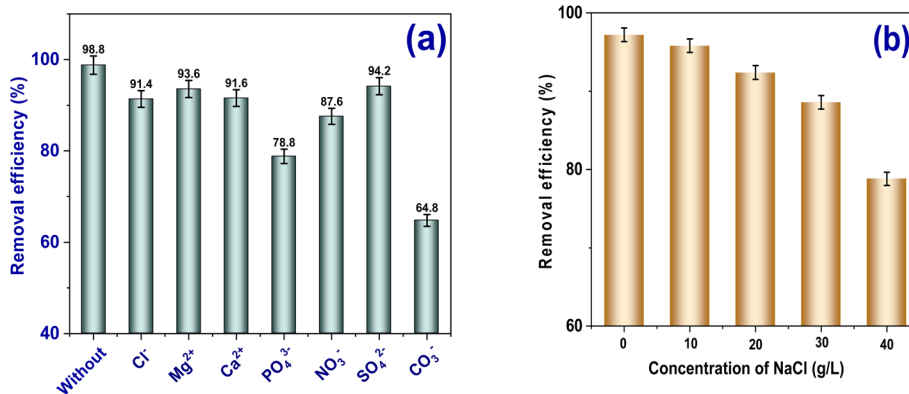 (a)
Removal efficiency (%)
100
80
60
40
98.8
91.4
93.6
91.6
78.8
87.6
94.2
64.8
Without
Cl⁻
Mg²⁺
Ca²⁺
PO₄³⁻
NO₃⁻
SO₄²⁻
CO₃⁻
(b)
Removal efficiency (%)
100
80
60
0 10 20 30 40
Concentration of NaCl (g/L)